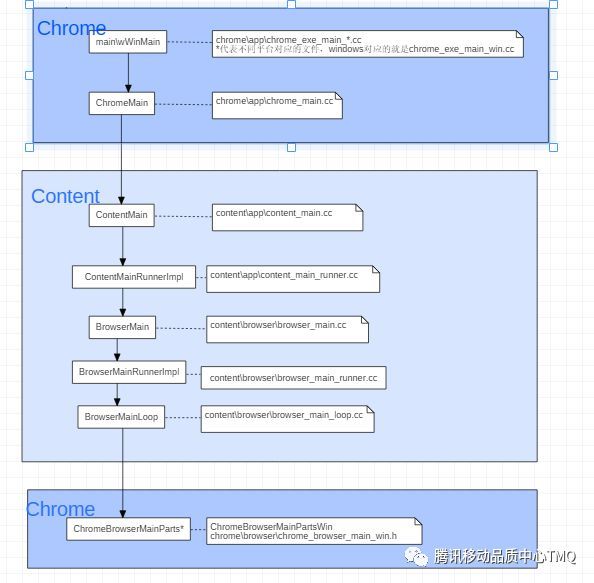 Chrome
main\wWinMain
chrome\app\chrome_exe_main_*.cc
*代表不同平台对应的文件，windows对应的就是chrome_exe_main_win.cc
ChromeMain
chrome\app\chrome_main.cc
Content
ContentMain
content\app\content_main.cc
ContentMainRunnerImpl
content\app\content_main_runner.cc
BrowserMain
content\browser\browser_main.cc
BrowserMainRunnerImpl
content\browser\browser_main_runner.cc
BrowserMainLoop
content\browser\browser_main_loop.cc
Chrome
ChromeBrowserMainParts*
ChromeBrowserMainPartsWin
chrome\browser\chrome_browser_main_win.h
腾讯移动品质中心TMQ